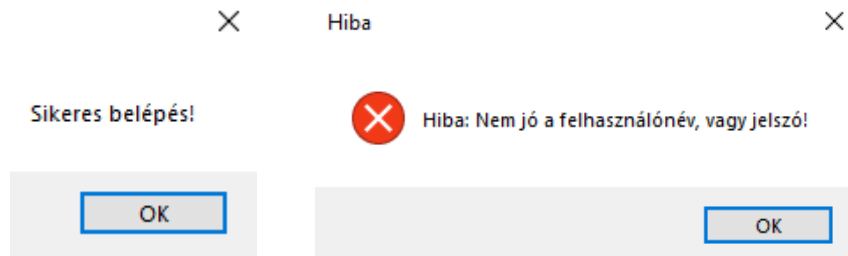 Sikeres belépés!
OK
Hiba
Hiba: Nem jó a felhasználónév, vagy jelszó!
OK